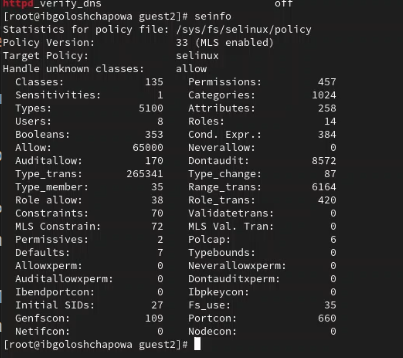 httpd_verify_dns                         off
[root@ibgoloshchapowa guest2]# seinfo
Statistics for policy file: /sys/fs/selinux/policy
Policy Version:             33 (MLS enabled)
Target Policy:              selinux
Handle unknown classes:     allow
  Classes:             135    Permissions:         457
  Sensitivities:         1    Categories:         1024
  Types:              5100    Attributes:          258
  Users:                 8    Roles:                14
  Booleans:            353    Cond. Expr.:         384
  Allow:             65000    Neverallow:            0
  Auditallow:          170    Dontaudit:          8572
  Type_trans:       265341    Type_change:          87
  Type_member:          35    Range_trans:        6164
  Role allow:           38    Role_trans:          420
  Constraints:          70    Validatetrans:         0
  MLS Constrain:        72    MLS Val. Tran:         0
  Permissives:           2    Polcap:                6
  Defaults:              7    Typebounds:            0
  Allowxperm:            0    Neverallowxperm:       0
  Auditallowxperm:       0    Dontauditxperm:        0
  Ibendportcon:          0    Ibpkeycon:             0
  Initial SIDs:         27    Fs_use:               35
  Genfscon:            109    Portcon:             660
  Netifcon:              0    Nodecon:               0
[root@ibgoloshchapowa guest2]#